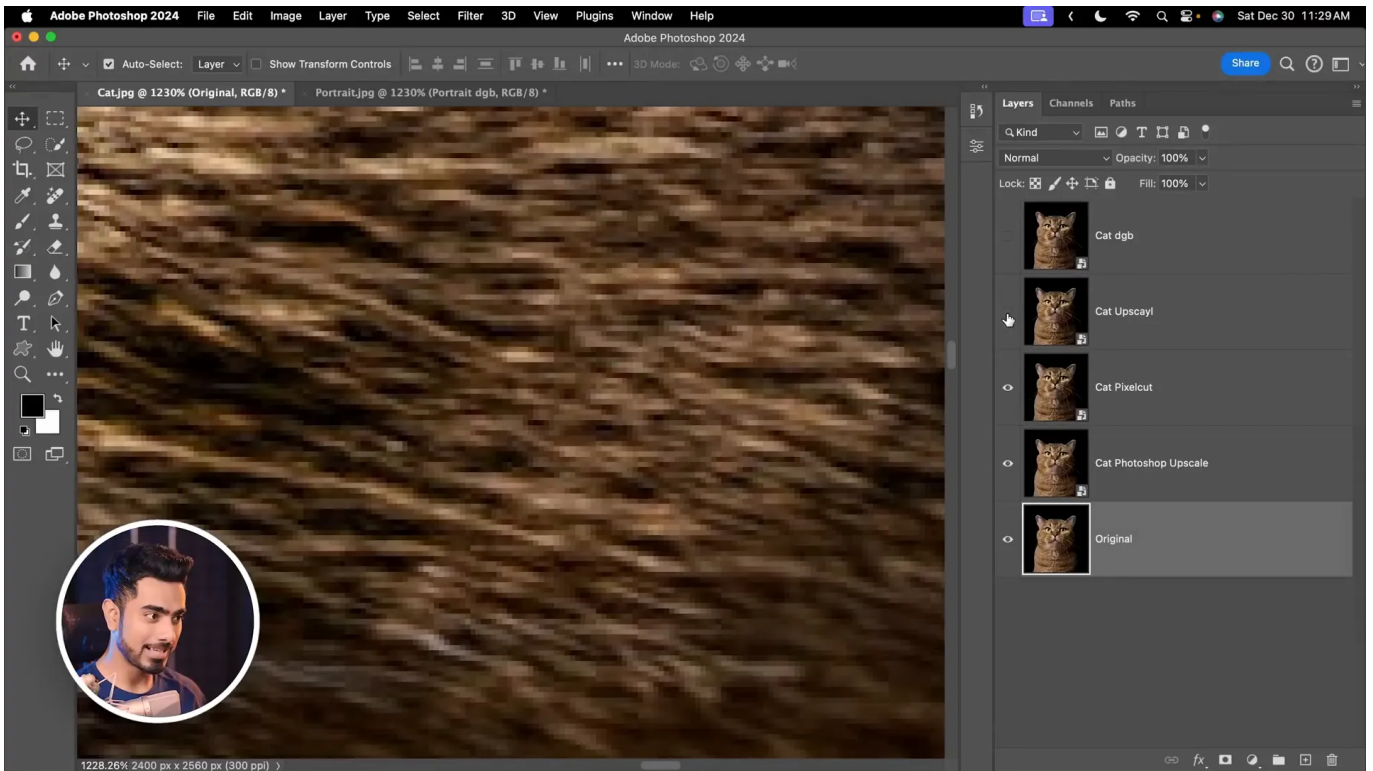 Adobe Photoshop 2024 File Edit Image Layer Type Select Filter 3D View Plugins Window Help Sat Dec 30 11:29 AM
Adobe Photoshop 2024
Auto-Select: Layer Show Transform Controls 3D Mode: Share
Cat.jpg @ 1230% (Original, RGB/8) * Portrait.jpg @ 1230% (Portrait dgb, RGB/8) *
Layers Channels Paths
Kind
Normal Opacity: 100%
Lock: Fill: 100%
Cat dgb
Cat Upscayl
Cat Pixelcut
Cat Photoshop Upscale
Original
1228.26% 2400 px x 2560 px (300 ppi)
fx